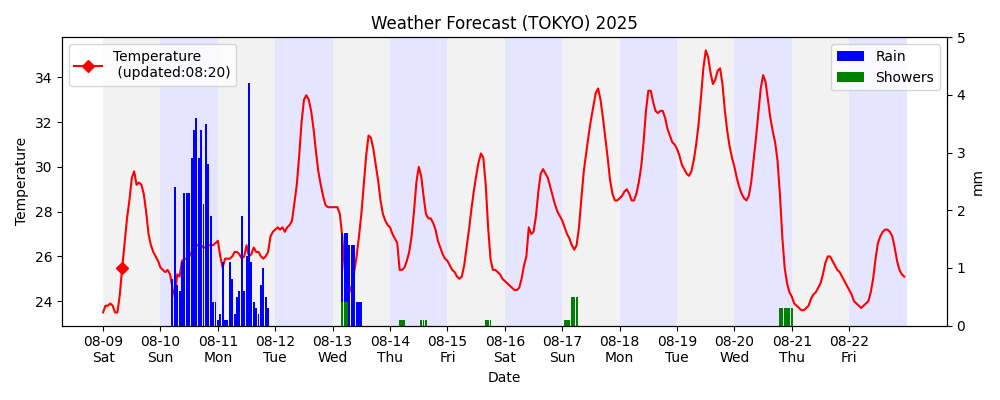 Weather Forecast (TOKYO) 2025
Temperature
(updated:08:20)
Rain
Showers
Temperature
34
32
30
28
26
24
5
4
3
2
1
0
mm
08-09 08-10 08-11 08-12 08-13 08-14 08-15 08-16 08-17 08-18 08-19 08-20 08-21 08-22
Sat Sun Mon Tue Wed Thu Fri Sat Sun Mon Tue Wed Thu Fri
Date